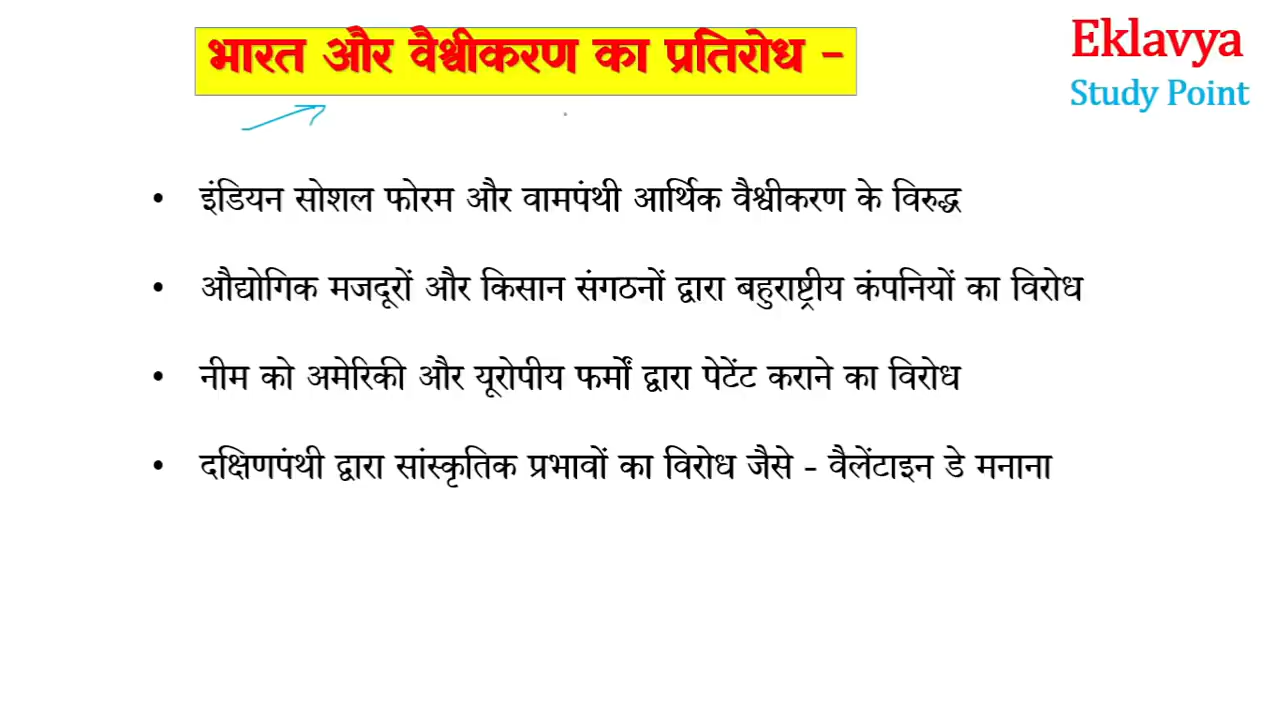 भारत और वैश्वीकरण का प्रतिरोध -
Eklavya
Study Point
• इंडियन सोशल फोरम और वामपंथी आर्थिक वैश्वीकरण के विरुद्ध
• औद्योगिक मजदूरों और किसान संगठनों द्वारा बहुराष्ट्रीय कंपनियों का विरोध
• नीम को अमेरिकी और यूरोपीय फर्मों द्वारा पेटेंट कराने का विरोध
• दक्षिणपंथी द्वारा सांस्कृतिक प्रभावों का विरोध जैसे - वैलेंटाइन डे मनाना